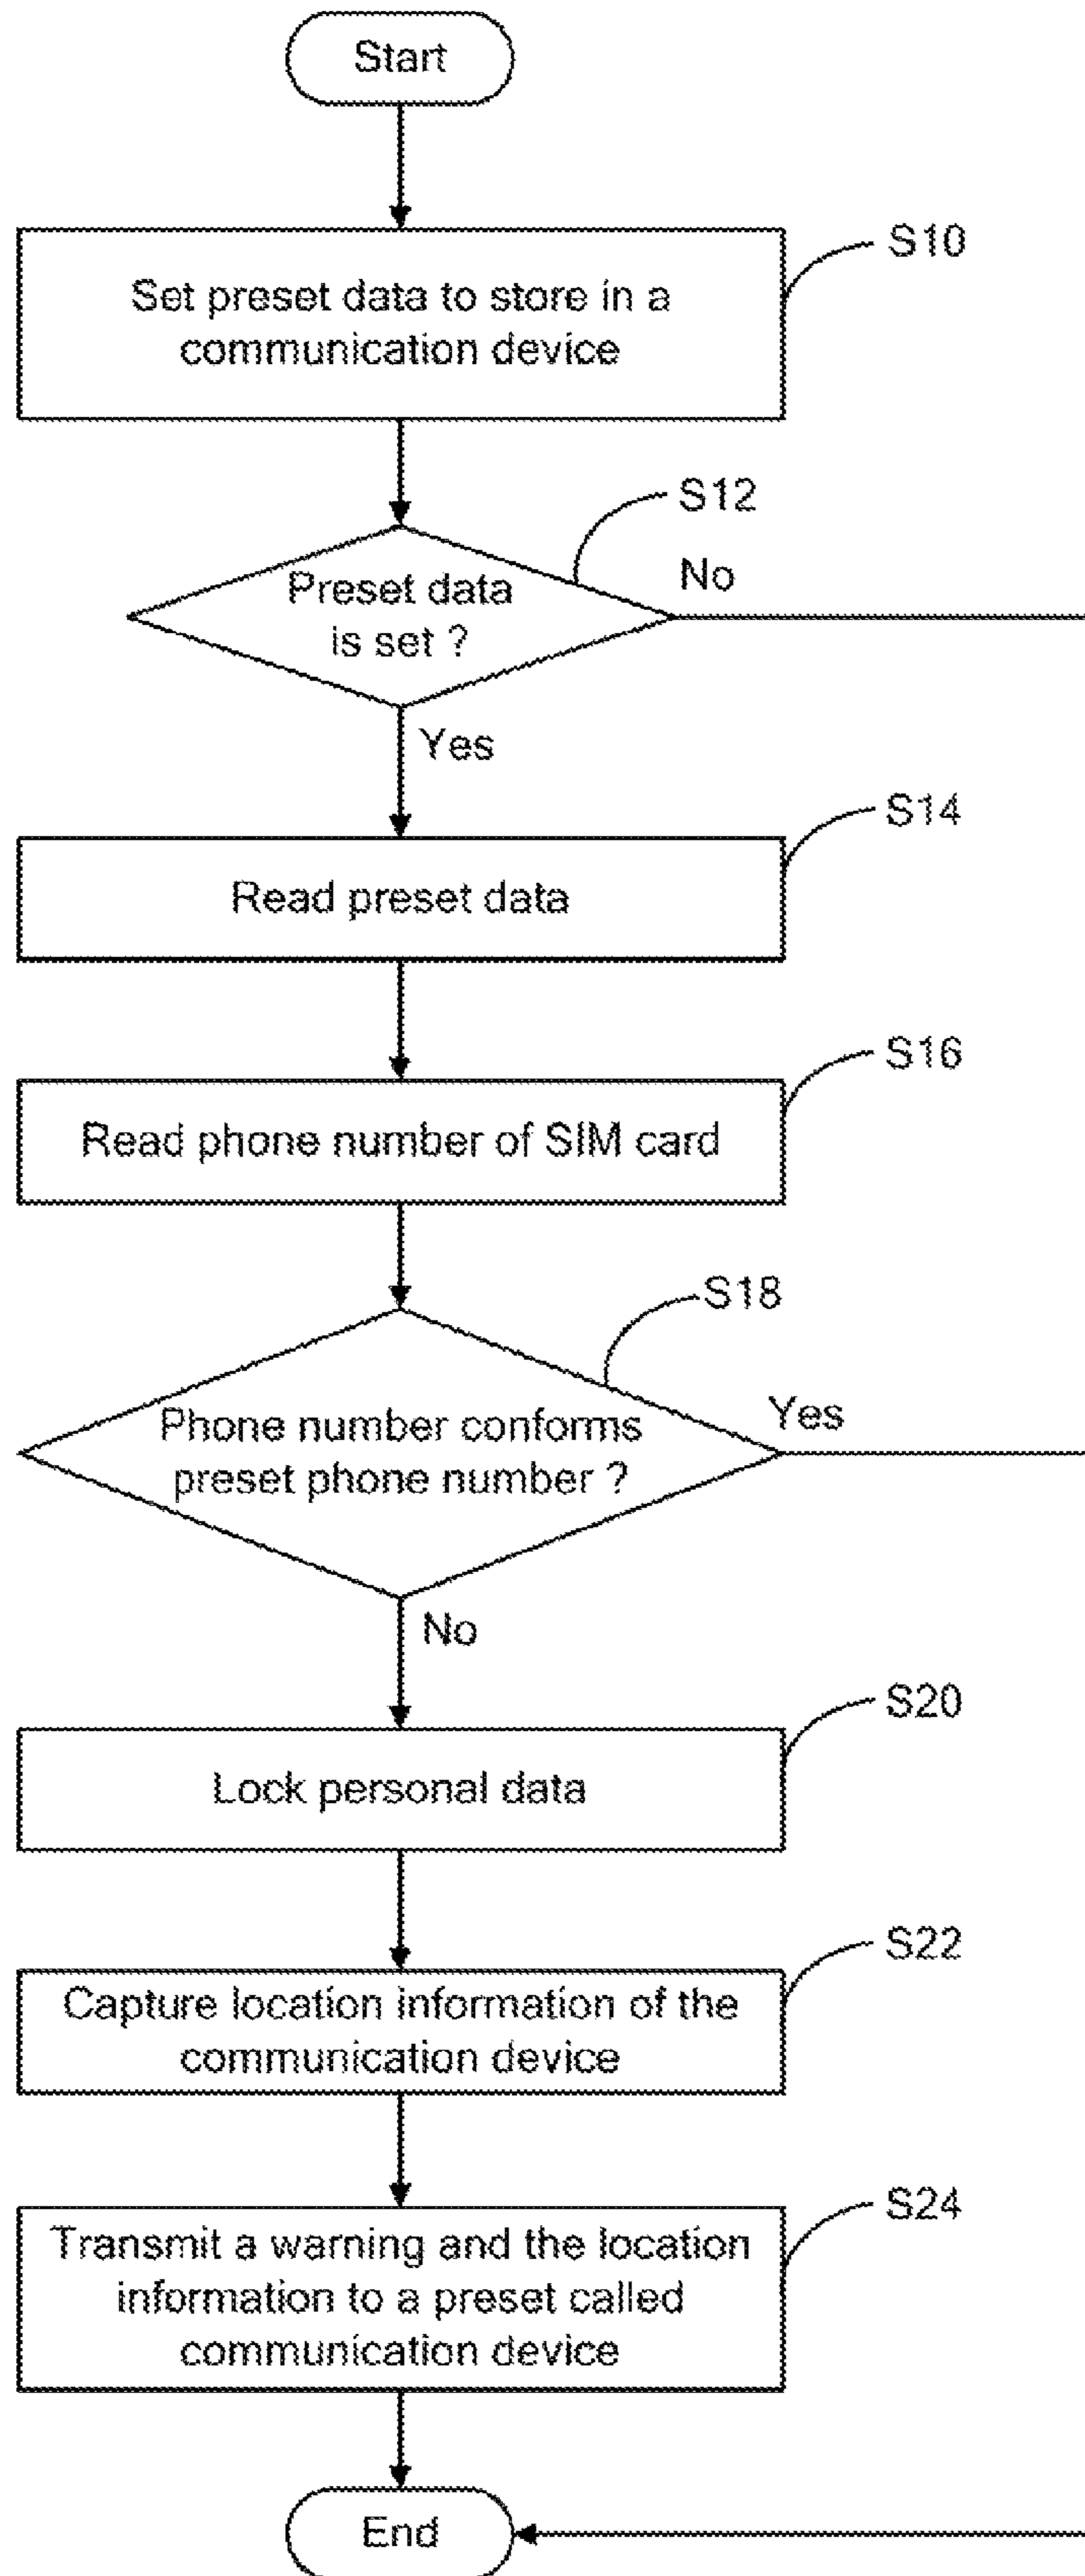 Start
S10
Set preset data to store in a
communication device
S12
No
Preset data
is set ?
Yes
S14
Read preset data
S16
Read phone number of SIM card
S18
Yes
Phone number conforms
preset phone number ?
No
S20
Lock personal data
S22
Capture location information of the
communication device
S24
Transmit a warning and the location
information to a preset called
communication device
End